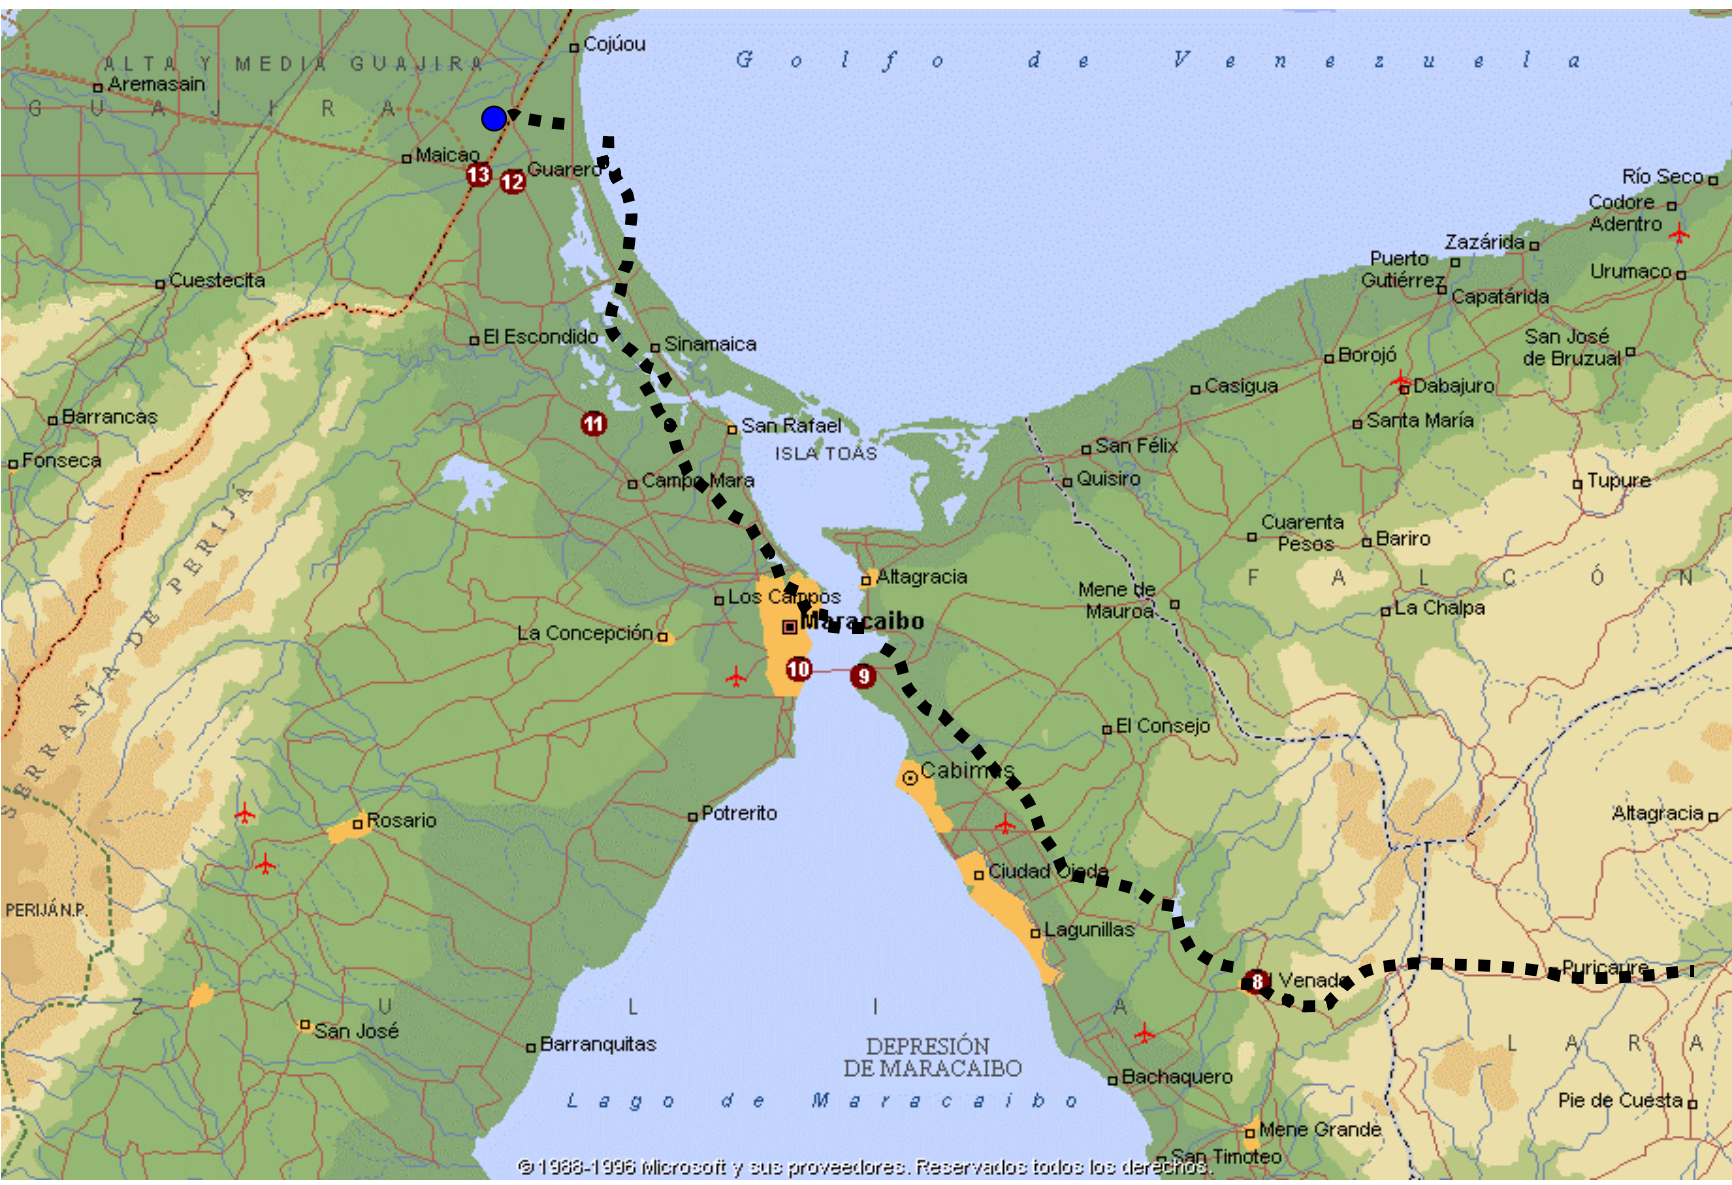 Cojúou
Golfo de Venezuela
ALTA Y MEDIA GUAJIRA
Aremasain
GUAJIRA
Maicao
13
12
Guarero
Río Seco
Codore
Adentro
Zazárida
Puerto
Gutiérrez
Urumaco
Capatárida
Cuestecita
El Escondido
Sinamaica
San José
de Bruzual
Borojó
Casigua
Dabajuro
Barrancas
11
San Rafael
Santa María
ISLA TOÁS
San Félix
Fonseca
Campo Mara
Quisiro
Tupure
Cuarenta
Pesos
Bariro
SERRANÍA DE PERIJÁ
Altagracia
FALCÓN
Mene de
Mauroa
Los Campos
La Chalpa
Maracaibo
La Concepción
10
9
El Consejo
Cabimas
Potrerito
Rosario
Altagracia
Ciudad Ojeda
PERIJÁ N.P.
Lagunillas
Puricaure
8
Venado
ZULIA
San José
Barranquitas
DEPRESIÓN
DE MARACAIBO
LARA
Bachaquero
Lago de Maracaibo
Pie de Cuesta
Mene Grande
San Timoteo
© 1988-1996 Microsoft y sus proveedores. Reservados todos los derechos.